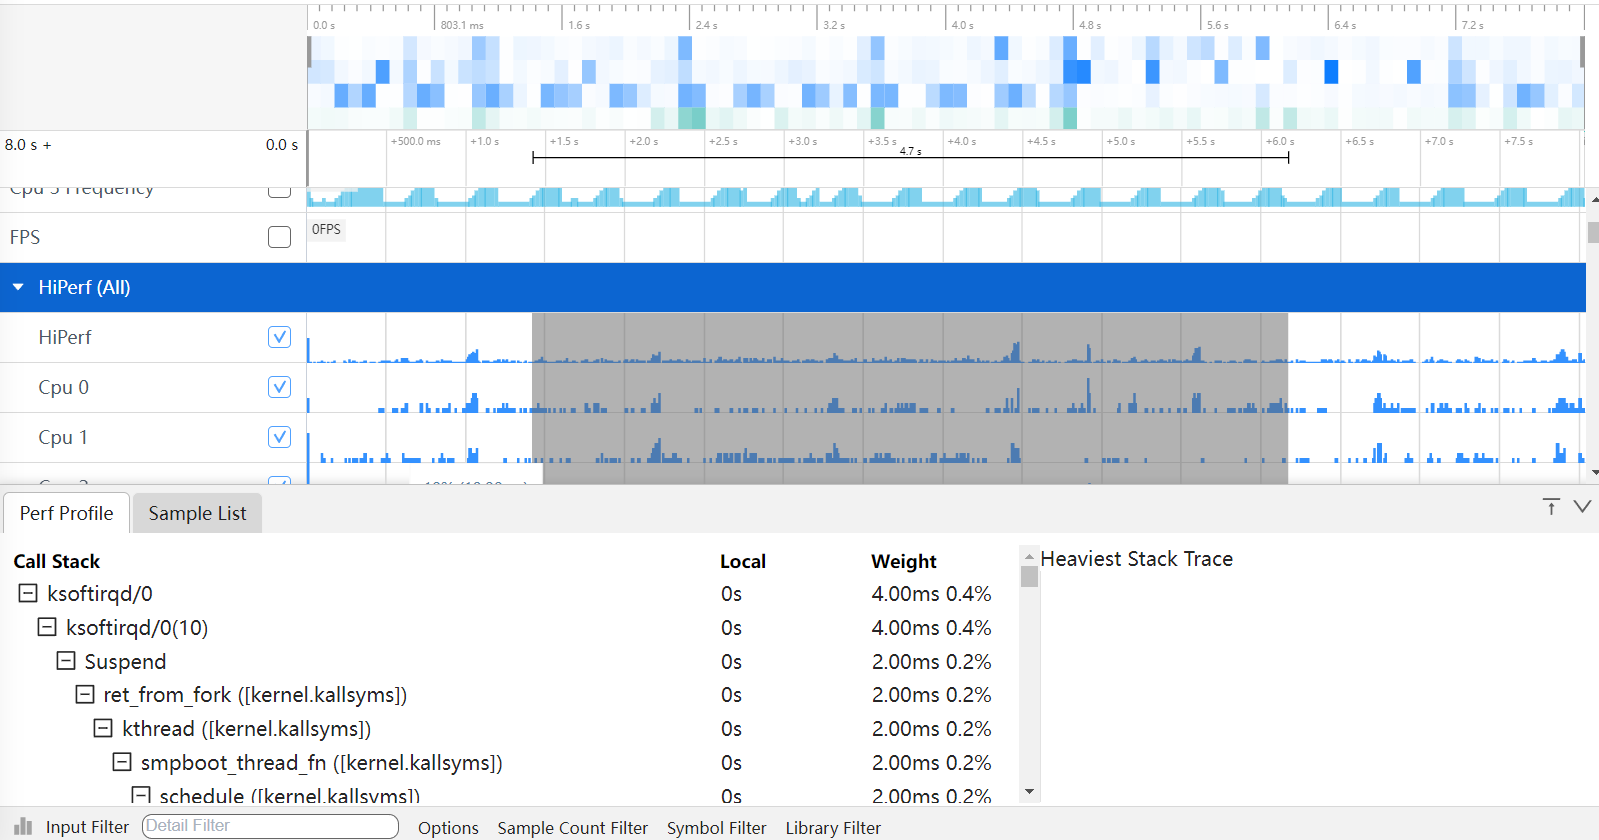 0.0 s 803.1 ms 1.6 s 2.4 s 3.2 s 4.0 s 4.8 s 5.6 s 6.4 s 7.2 s
8.0 s + 0.0 s +500.0 ms +1.0 s +1.5 s +2.0 s +2.5 s +3.0 s +3.5 s +4.0 s +4.5 s +5.0 s +5.5 s +6.0 s +6.5 s +7.0 s +7.5 s
4.7 s
Frequency
FPS 0FPS
HiPerf (All)
HiPerf
Cpu 0
Cpu 1
Perf Profile Sample List
Call Stack Local Weight Heaviest Stack Trace
ksoftirqd/0 0s 4.00ms 0.4%
ksoftirqd/0(10) 0s 4.00ms 0.4%
Suspend 0s 2.00ms 0.2%
ret_from_fork ([kernel.kallsyms]) 0s 2.00ms 0.2%
kthread ([kernel.kallsyms]) 0s 2.00ms 0.2%
smpboot_thread_fn ([kernel.kallsyms]) 0s 2.00ms 0.2%
schedule ([kernel.kallsyms]) 0s 2.00ms 0.2%
Input Filter Detail Filter Options Sample Count Filter Symbol Filter Library Filter